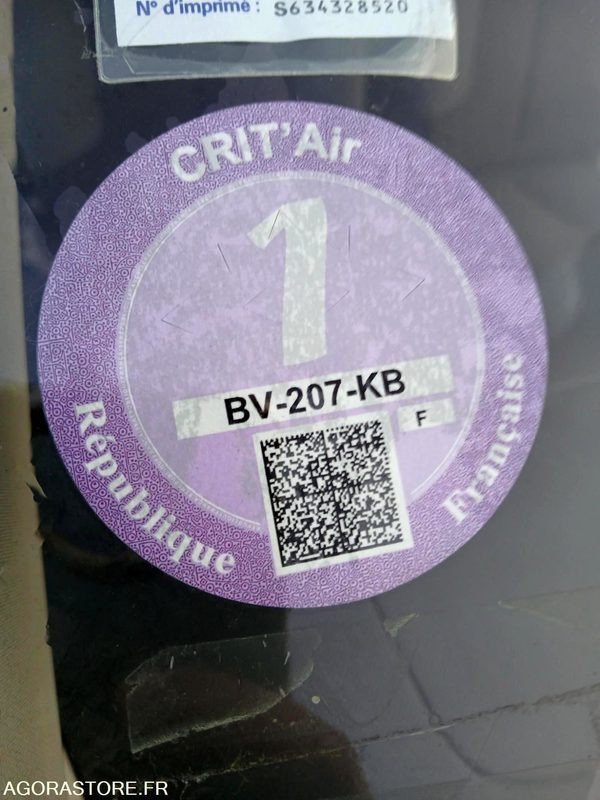 N° d'imprimé : S634328520
CRIT'Air
1
BV-207-KB
F
République
Française
AGORASTORE.FR